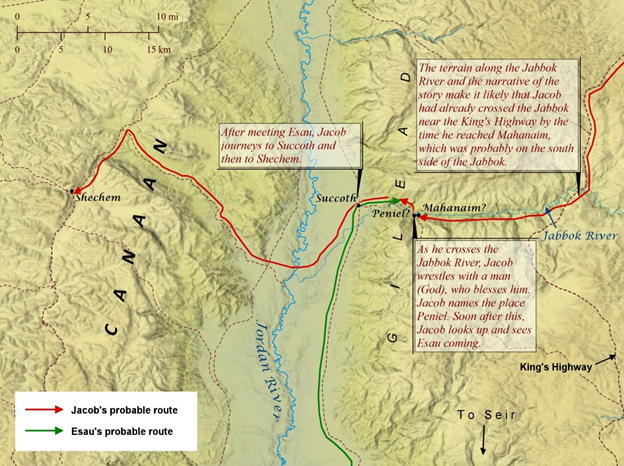 0 5 10 mi
0 5 10 15 km
The terrain along the Jabbok
River and the narrative of the
story make it likely that Jacob
had already crossed the Jabbok
near the King's Highway by the
time he reached Mahanaim,
which was probably on the south
side of the Jabbok.
After meeting Esau, Jacob
journeys to Succoth and
then to Shechem.
Shechem
CANAAN
Succoth
Peniel?
Mahanaim?
GILEAD
Jabbok River
As he crosses the
Jabbok River, Jacob
wrestles with a man
(God), who blesses him.
Jacob names the place
Peniel. Soon after this,
Jacob looks up and sees
Esau coming.
Jordan River
King's Highway
To Seir
Jacob's probable route
Esau's probable route